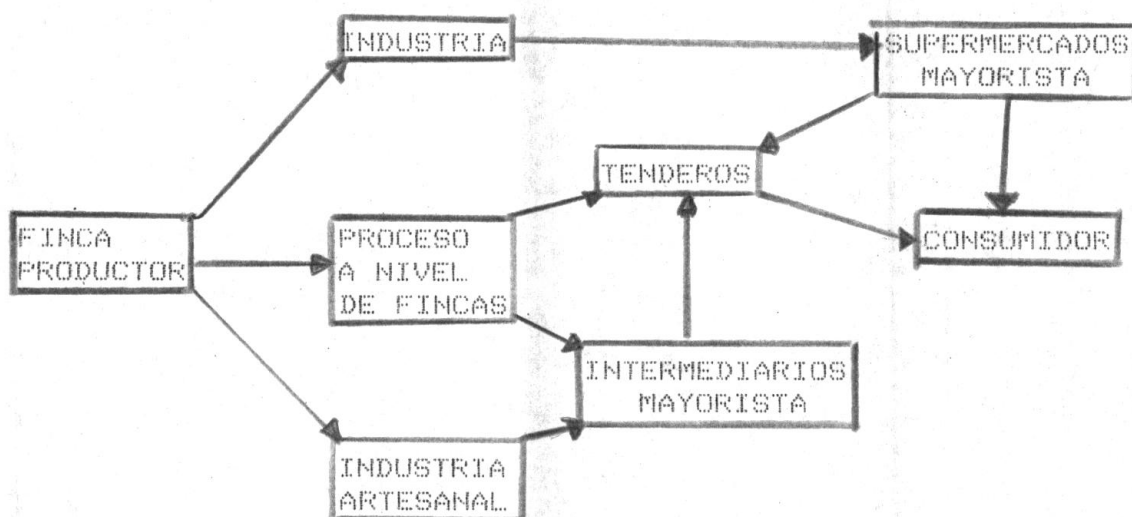 INDUSTRIA
SUPERMERCADOS
MAYORISTA
TENDEROS
FINCA
PRODUCTOR
PROCESO
A NIVEL
DE FINCAS
CONSUMIDOR
INTERMEDIARIOS
MAYORISTA
INDUSTRIA
ARTESANAL